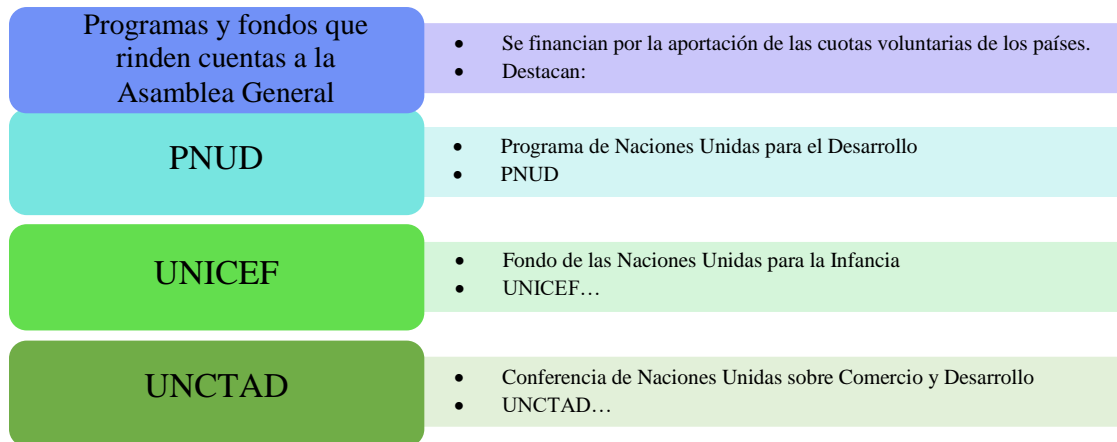 Programas y fondos que
rinden cuentas a la
Asamblea General
• Se financian por la aportación de las cuotas voluntarias de los países.
• Destacan:
PNUD
• Programa de Naciones Unidas para el Desarrollo
• PNUD
UNICEF
• Fondo de las Naciones Unidas para la Infancia
• UNICEF…
UNCTAD
• Conferencia de Naciones Unidas sobre Comercio y Desarrollo
• UNCTAD…